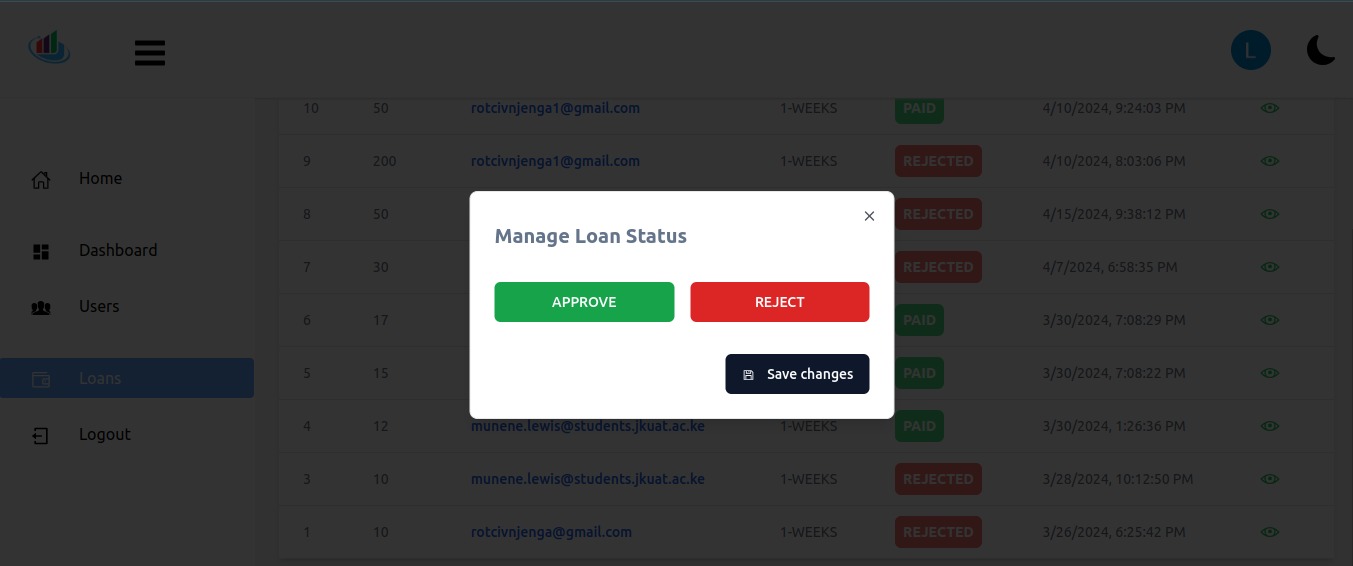 L
10 50 rotcivnjenga1@gmail.com 1-WEEKS PAID 4/10/2024, 9:24:03 PM
Home
9 200 rotcivnjenga1@gmail.com 1-WEEKS REJECTED 4/10/2024, 8:03:06 PM
8 50 REJECTED 4/15/2024, 9:38:12 PM
Manage Loan Status
Dashboard
7 30 REJECTED 4/7/2024, 6:58:35 PM
APPROVE REJECT
Users
6 17 PAID 3/30/2024, 7:08:29 PM
Loans
5 15 PAID 3/30/2024, 7:08:22 PM
Save changes
Logout
4 12 munene.lewis@students.jkuat.ac.ke 1-WEEKS PAID 3/30/2024, 1:26:36 PM
3 10 munene.lewis@students.jkuat.ac.ke 1-WEEKS REJECTED 3/28/2024, 10:12:50 PM
1 10 rotcivnjenga@gmail.com 1-WEEKS REJECTED 3/26/2024, 6:25:42 PM